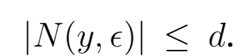 |N(y, ϵ)| ≤ d.